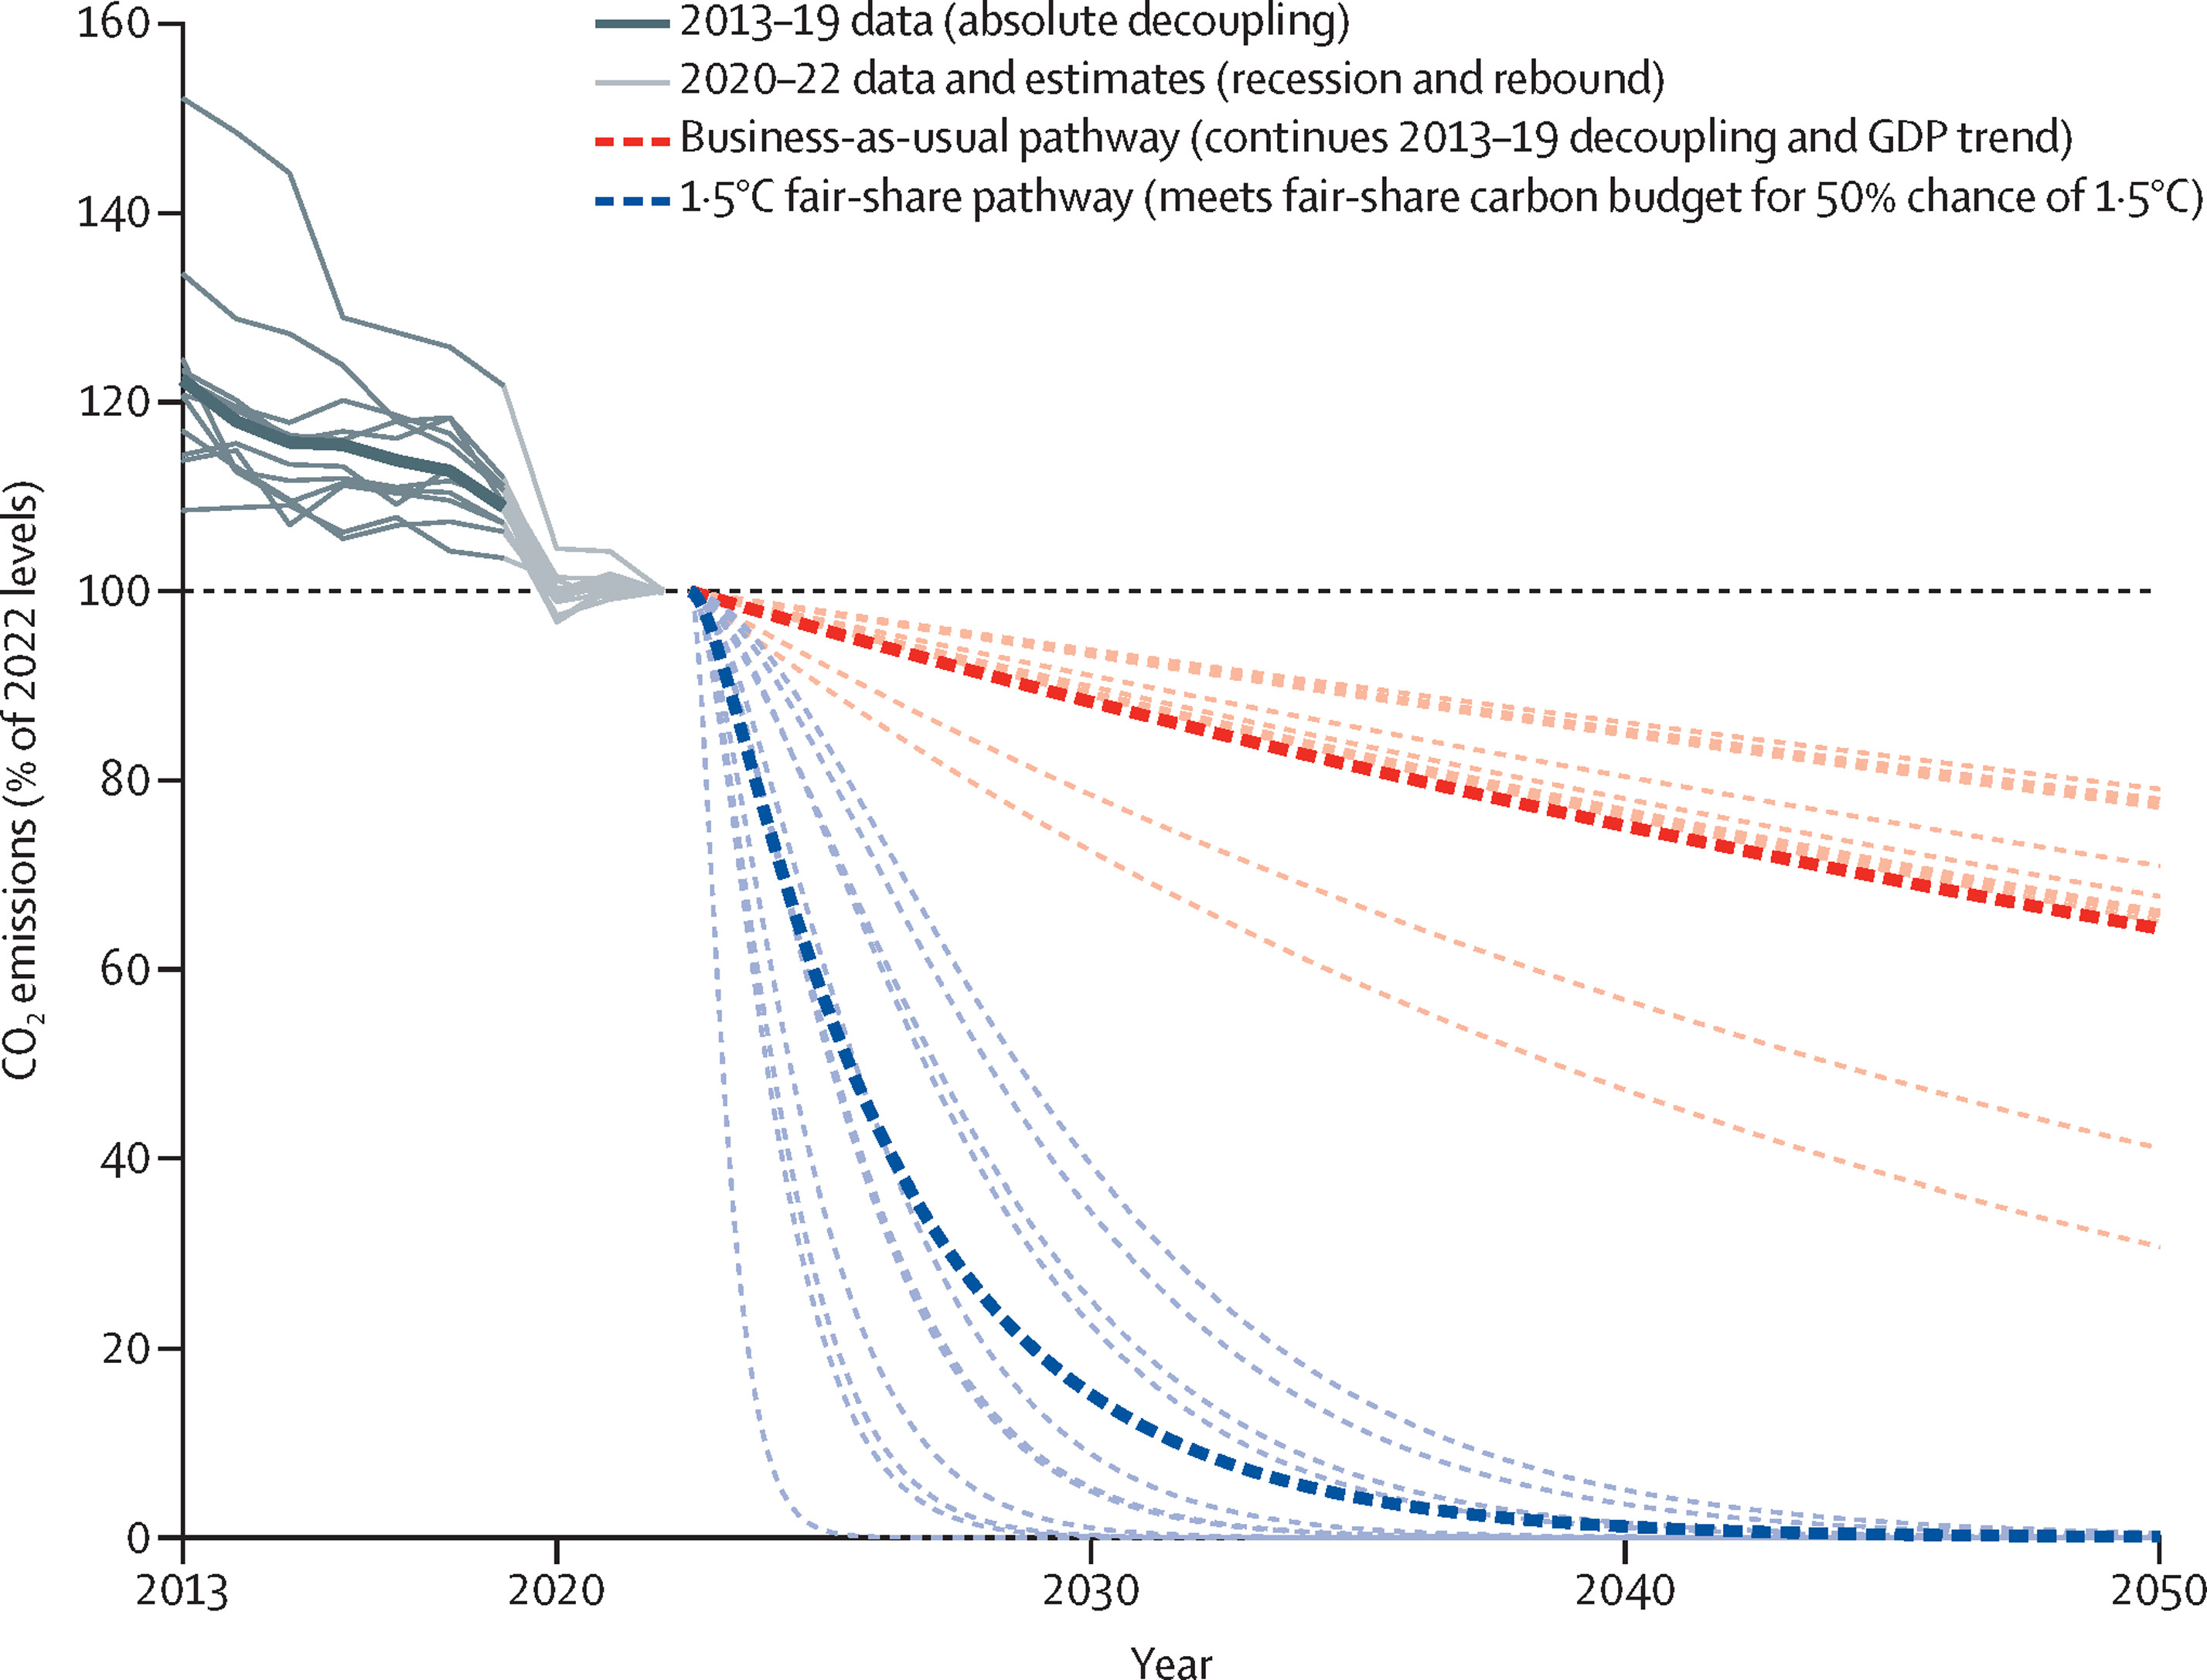 2013–19 data (absolute decoupling)
2020–22 data and estimates (recession and rebound)
Business-as-usual pathway (continues 2013–19 decoupling and GDP trend)
1·5°C fair-share pathway (meets fair-share carbon budget for 50% chance of 1·5°C)
160
140
120
100
80
60
40
20
0
CO₂ emissions (% of 2022 levels)
2013
2020
2030
2040
2050
Year